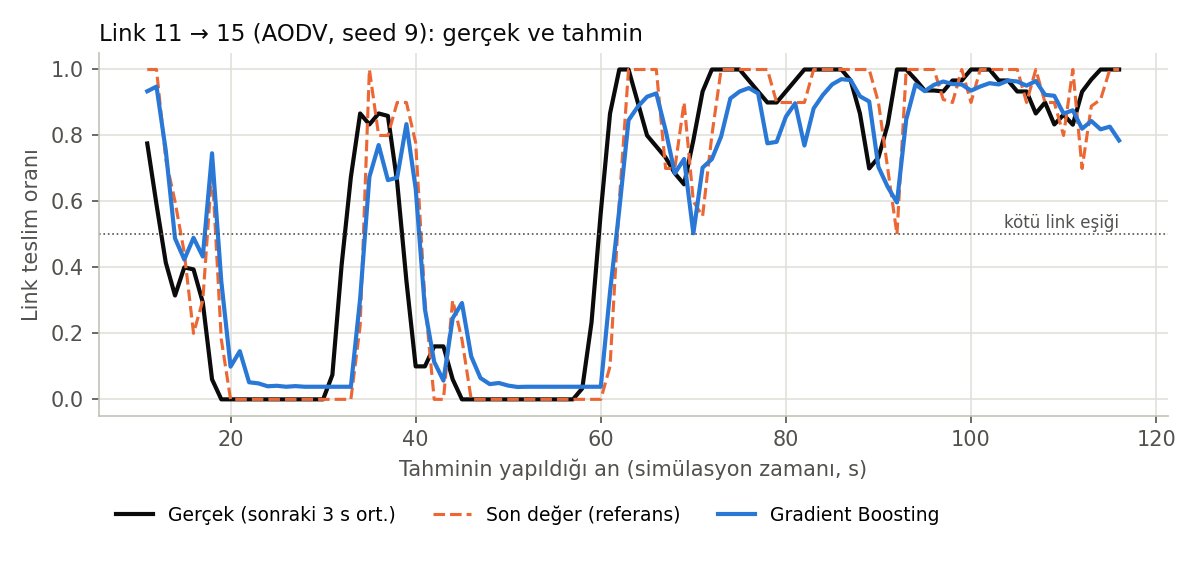 Link 11 → 15 (AODV, seed 9): gerçek ve tahmin
Link teslim oranı
1.0
0.8
0.6
0.4
0.2
0.0
kötü link eşiği
20
40
60
80
100
120
Tahminin yapıldığı an (simülasyon zamanı, s)
Gerçek (sonraki 3 s ort.)
Son değer (referans)
Gradient Boosting